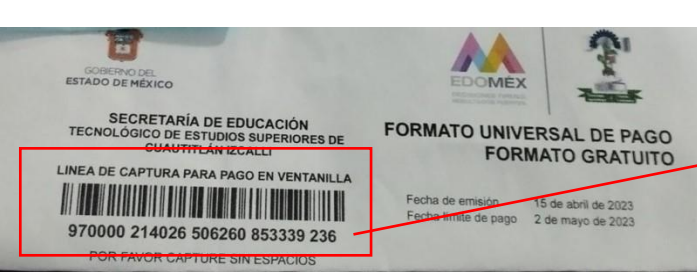 GOBIERNO DEL
ESTADO DE MÉXICO
EDOMÉX
SECRETARÍA DE EDUCACIÓN
TECNOLÓGICO DE ESTUDIOS SUPERIORES DE
CUAUTITLÁN IZCALLI
LINEA DE CAPTURA PARA PAGO EN VENTANILLA
970000 214026 506260 853339 236
POR FAVOR CAPTURE SIN ESPACIOS
FORMATO UNIVERSAL DE PAGO
FORMATO GRATUITO
Fecha de emisión 15 de abril de 2023
Fecha límite de pago 2 de mayo de 2023